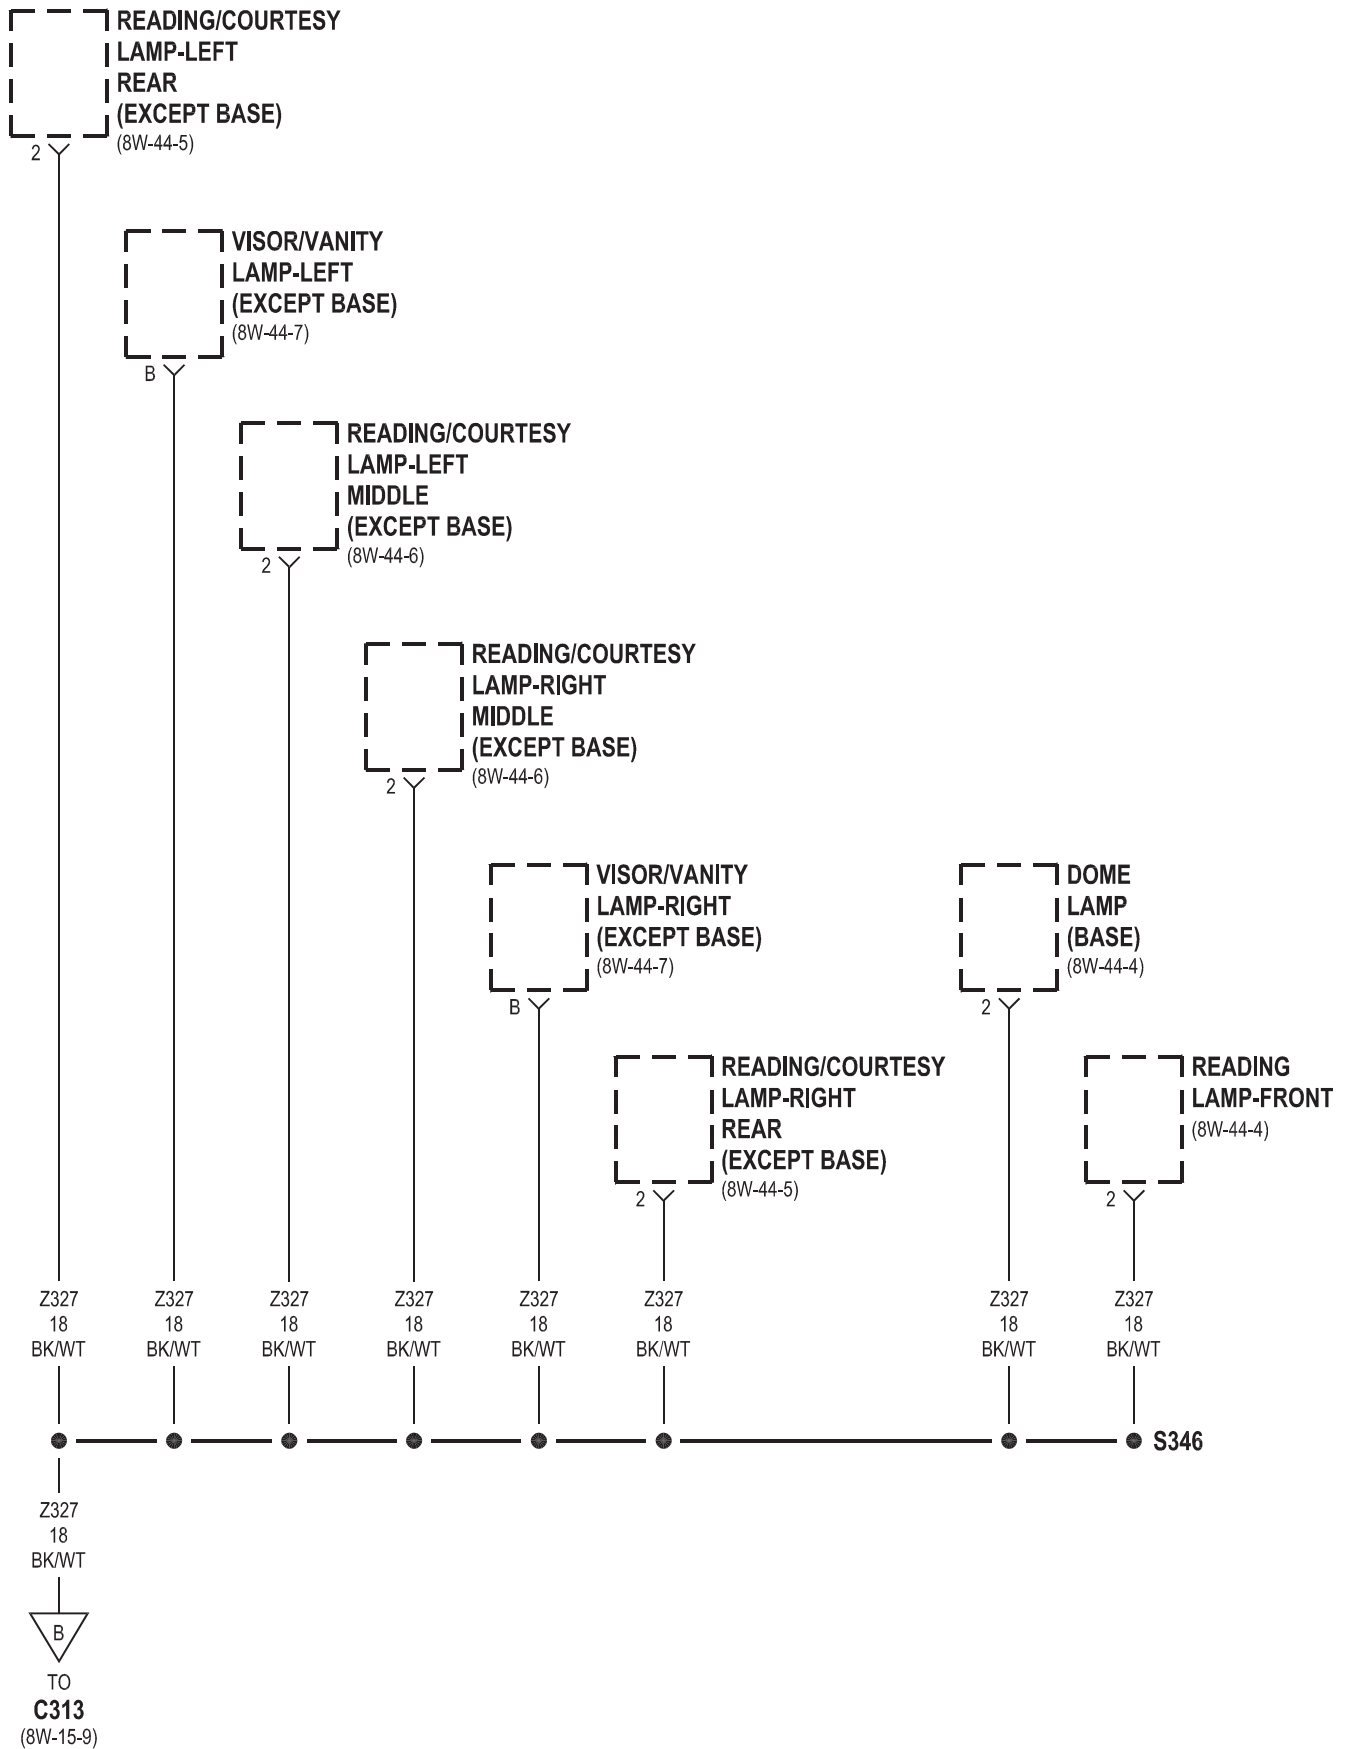 READING/COURTESY
LAMP-LEFT
REAR
(EXCEPT BASE)
(8W-44-5)
2
VISOR/VANITY
LAMP-LEFT
(EXCEPT BASE)
(8W-44-7)
B
READING/COURTESY
LAMP-LEFT
MIDDLE
(EXCEPT BASE)
(8W-44-6)
2
READING/COURTESY
LAMP-RIGHT
MIDDLE
(EXCEPT BASE)
(8W-44-6)
2
VISOR/VANITY
LAMP-RIGHT
(EXCEPT BASE)
(8W-44-7)
B
DOME
LAMP
(BASE)
(8W-44-4)
2
READING/COURTESY
LAMP-RIGHT
REAR
(EXCEPT BASE)
(8W-44-5)
2
READING
LAMP-FRONT
(8W-44-4)
2
Z327 Z327 Z327 Z327 Z327 Z327 Z327 Z327
18 18 18 18 18 18 18 18
BK/WT BK/WT BK/WT BK/WT BK/WT BK/WT BK/WT BK/WT
S346
Z327
18
BK/WT
B
TO
C313
(8W-15-9)